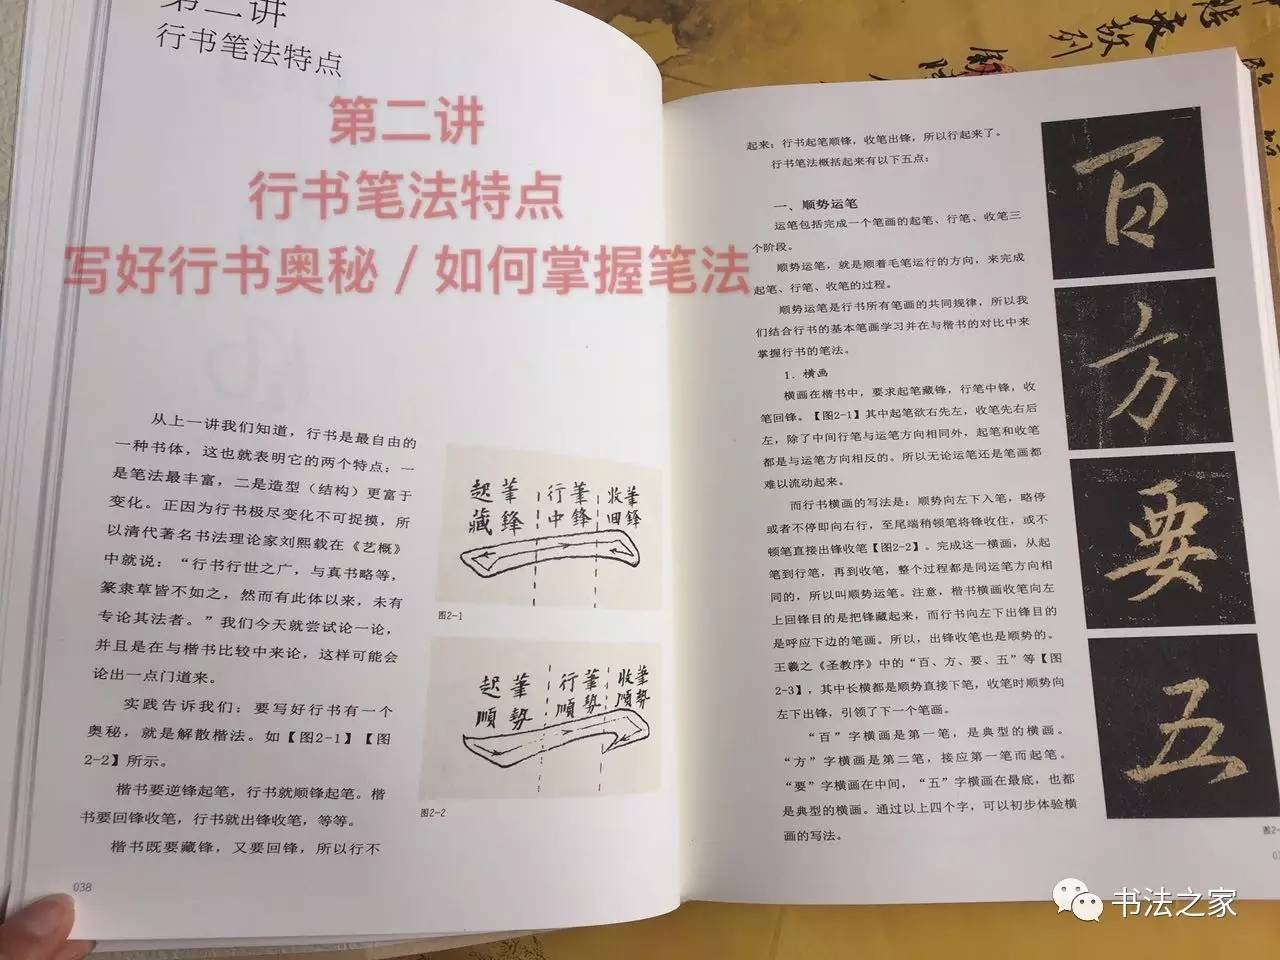 第二讲
行书笔法特点
第二讲
行书笔法特点
写好行书奥秘/如何掌握笔法
从上一讲我们知道，行书是最自由的
一种书体，这也就表明它的两个特点：一
是笔法最丰富，二是造型（结构）更富于
变化。正因为行书极尽变化不可捉摸，所
以清代著名书法理论家刘熙载在《艺概》
中就说：“行书行世之广，与真书略等，
篆隶草皆不如之，然而有此体以来，未有
专论其法者。”我们今天就尝试论一论，
并且是在与楷书比较中来论，这样可能会
论出一点门道来。
实践告诉我们：要写好行书有一个
奥秘，就是解散楷法。如【图2-1】【图
2-2】所示。
楷书要逆锋起笔，行书就顺锋起笔。楷
书要回锋收笔，行书就出锋收笔，等等。
楷书既要藏锋，又要回锋，所以行不
038
起筆 行筆 收筆
藏鋒 中鋒 回鋒
图2-1
起筆 行筆 收筆
順勢 順勢 順勢
图2-2
起来；行书起笔顺锋，收笔出锋，所以行起来了。
行书笔法概括起来有以下五点：
一、顺势运笔
运笔包括完成一个笔画的起笔、行笔、收笔三
个阶段。
顺势运笔，就是顺着毛笔运行的方向，来完成
起笔、行笔、收笔的过程。
顺势运笔是行书所有笔画的共同规律，所以我
们结合行书的基本笔画学习并在与楷书的对比中来
掌握行书的笔法。
1. 横画
横画在楷书中，要求起笔藏锋，行笔中锋，收
笔回锋。【图2-1】其中起笔欲右先左，收笔先右后
左，除了中间行笔与运笔方向相同外，起笔和收笔
都是与运笔方向相反的。所以无论运笔还是笔画都
难以流动起来。
而行书横画的写法是：顺势向左下入笔，略停
或者不停即向右行，至尾端稍顿笔将锋收住，或不
顿笔直接出锋收笔【图2-2】。完成这一横画，从起
笔到行笔，再到收笔，整个过程都是同运笔方向相
同的，所以叫顺势运笔。注意，楷书横画收笔向左
上回锋目的是把锋藏起来，而行书向左下出锋目的
是呼应下边的笔画。所以，出锋收笔也是顺势的。
王羲之《圣教序》中的“百、方、要、五”等【图
2-3】，其中长横都是顺势直接下笔，收笔时顺势向
左下出锋，引领了下一个笔画。
“百”字横画是第一笔，是典型的横画。
“方”字横画是第二笔，接应第一笔而起笔。
“要”字横画在中间，“五”字横画在最底，也都
是典型的横画。通过以上四个字，可以初步体验横
画的写法。
百
方
要
五
图2-
书法之家